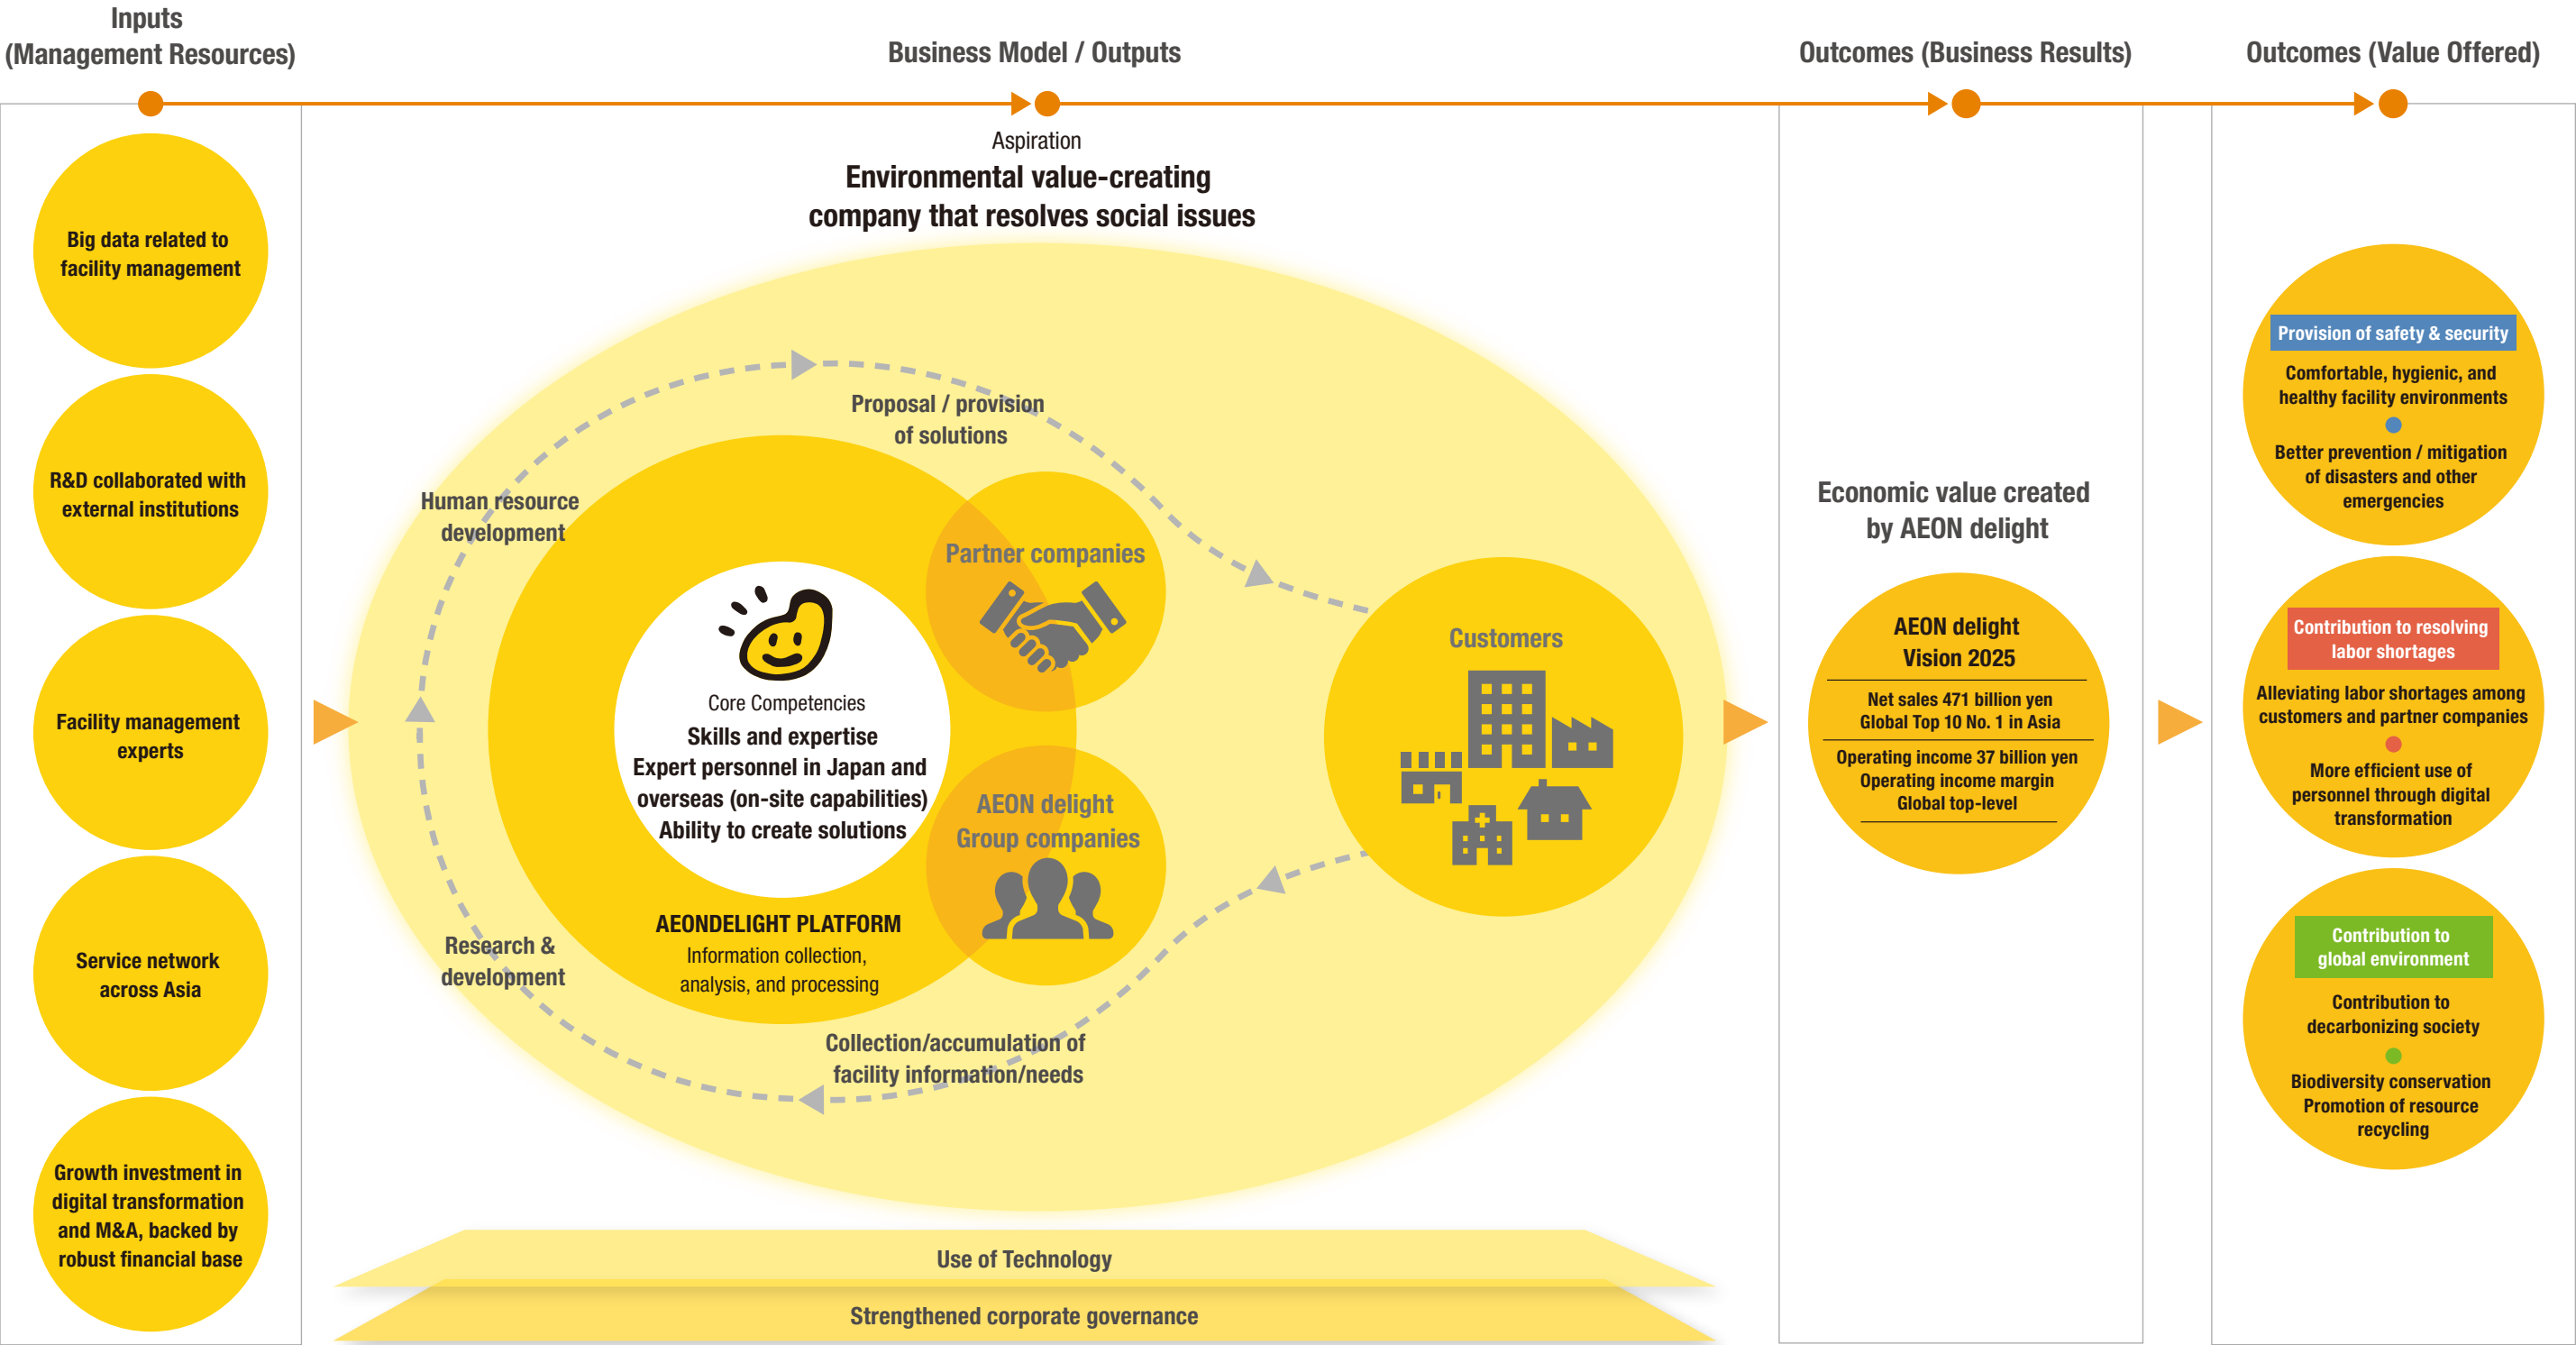 Inputs
(Management Resources)
Business Model / Outputs
Outcomes (Business Results)
Outcomes (Value Offered)
Big data related to
facility management
R&D collaborated with
external institutions
Facility management
experts
Service network
across Asia
Growth investment in
digital transformation
and M&A, backed by
robust financial base
Aspiration
Environmental value-creating
company that resolves social issues
Proposal / provision
of solutions
Human resource
development
Partner companies
Core Competencies
Skills and expertise
Expert personnel in Japan and
overseas (on-site capabilities)
Ability to create solutions
AEON delight
Group companies
AEONDELIGHT PLATFORM
Information collection,
analysis, and processing
Research &
development
Collection/accumulation of
facility information/needs
Customers
Use of Technology
Strengthened corporate governance
Economic value created
by AEON delight
AEON delight
Vision 2025
Net sales 471 billion yen
Global Top 10 No. 1 in Asia
Operating income 37 billion yen
Operating income margin
Global top-level
Provision of safety & security
Comfortable, hygienic, and
healthy facility environments
Better prevention / mitigation
of disasters and other
emergencies
Contribution to resolving
labor shortages
Alleviating labor shortages among
customers and partner companies
More efficient use of
personnel through digital
transformation
Contribution to
global environment
Contribution to
decarbonizing society
Biodiversity conservation
Promotion of resource
recycling